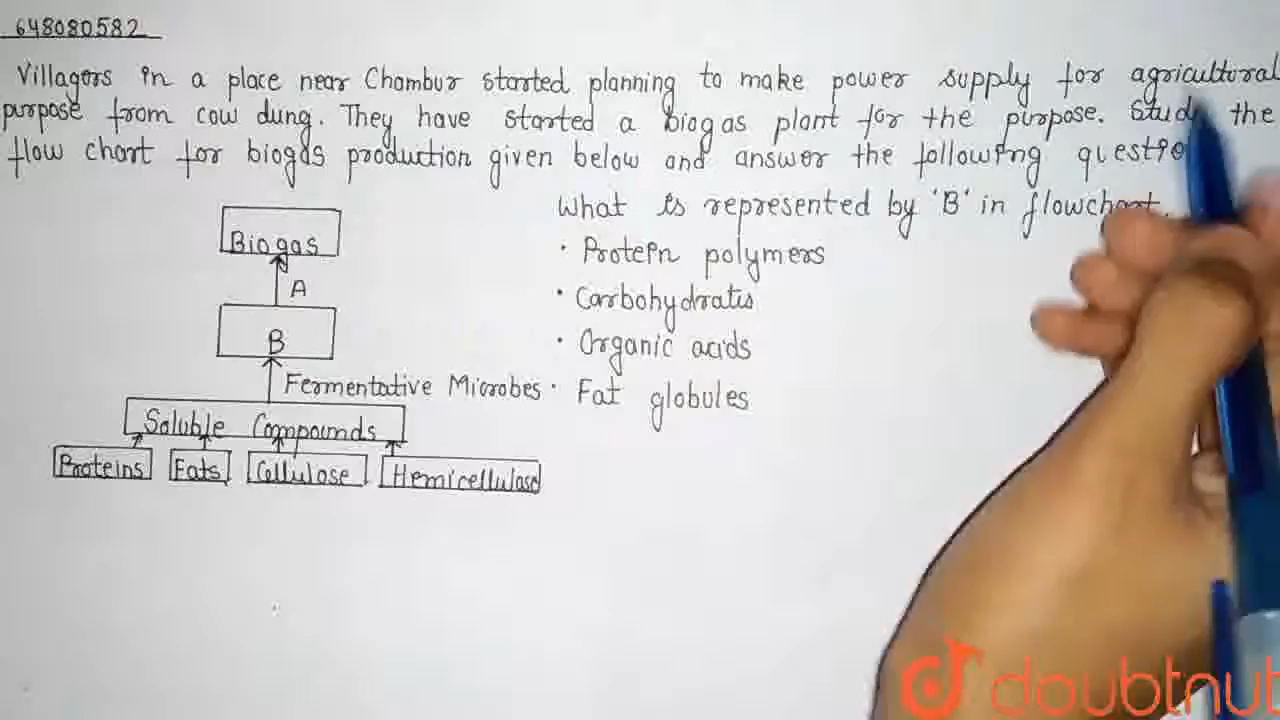 648080582
Villagers in a place near Chambur started planning to make power supply for agricultural
purpose from cow dung. They have started a biogas plant for the purpose. Study the
flow chart for biogas production given below and answer the following
What is represented by 'B' in flowchart.
Biogas
• Protein polymers
A
• Carbohydrates
B
• Organic acids
Fermentative Microbes
• Fat globules
Soluble Compounds
Proteins Fats Cellulose Hemicellulose
doubtnut